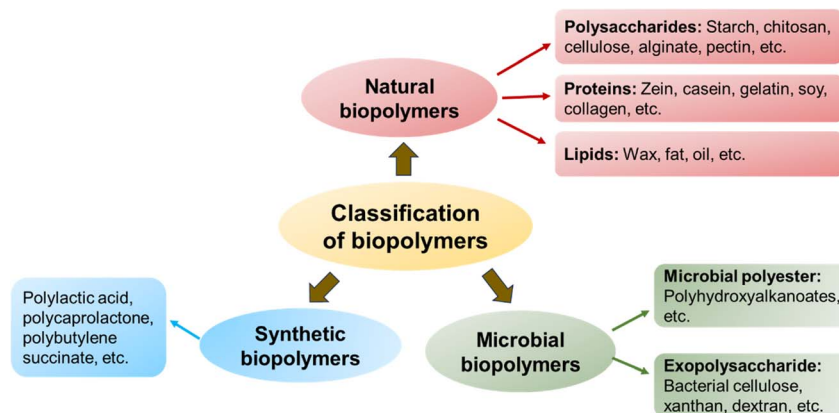 Polysaccharides: Starch, chitosan,
cellulose, alginate, pectin, etc.
Natural
biopolymers
Proteins: Zein, casein, gelatin, soy,
collagen, etc.
Lipids: Wax, fat, oil, etc.
Classification
of biopolymers
Polylactic acid,
polycaprolactone,
polybutylene
succinate, etc.
Synthetic
biopolymers
Microbial
biopolymers
Microbial polyester:
Polyhydroxyalkanoates,
etc.
Exopolysaccharide:
Bacterial cellulose,
xanthan, dextran, etc.